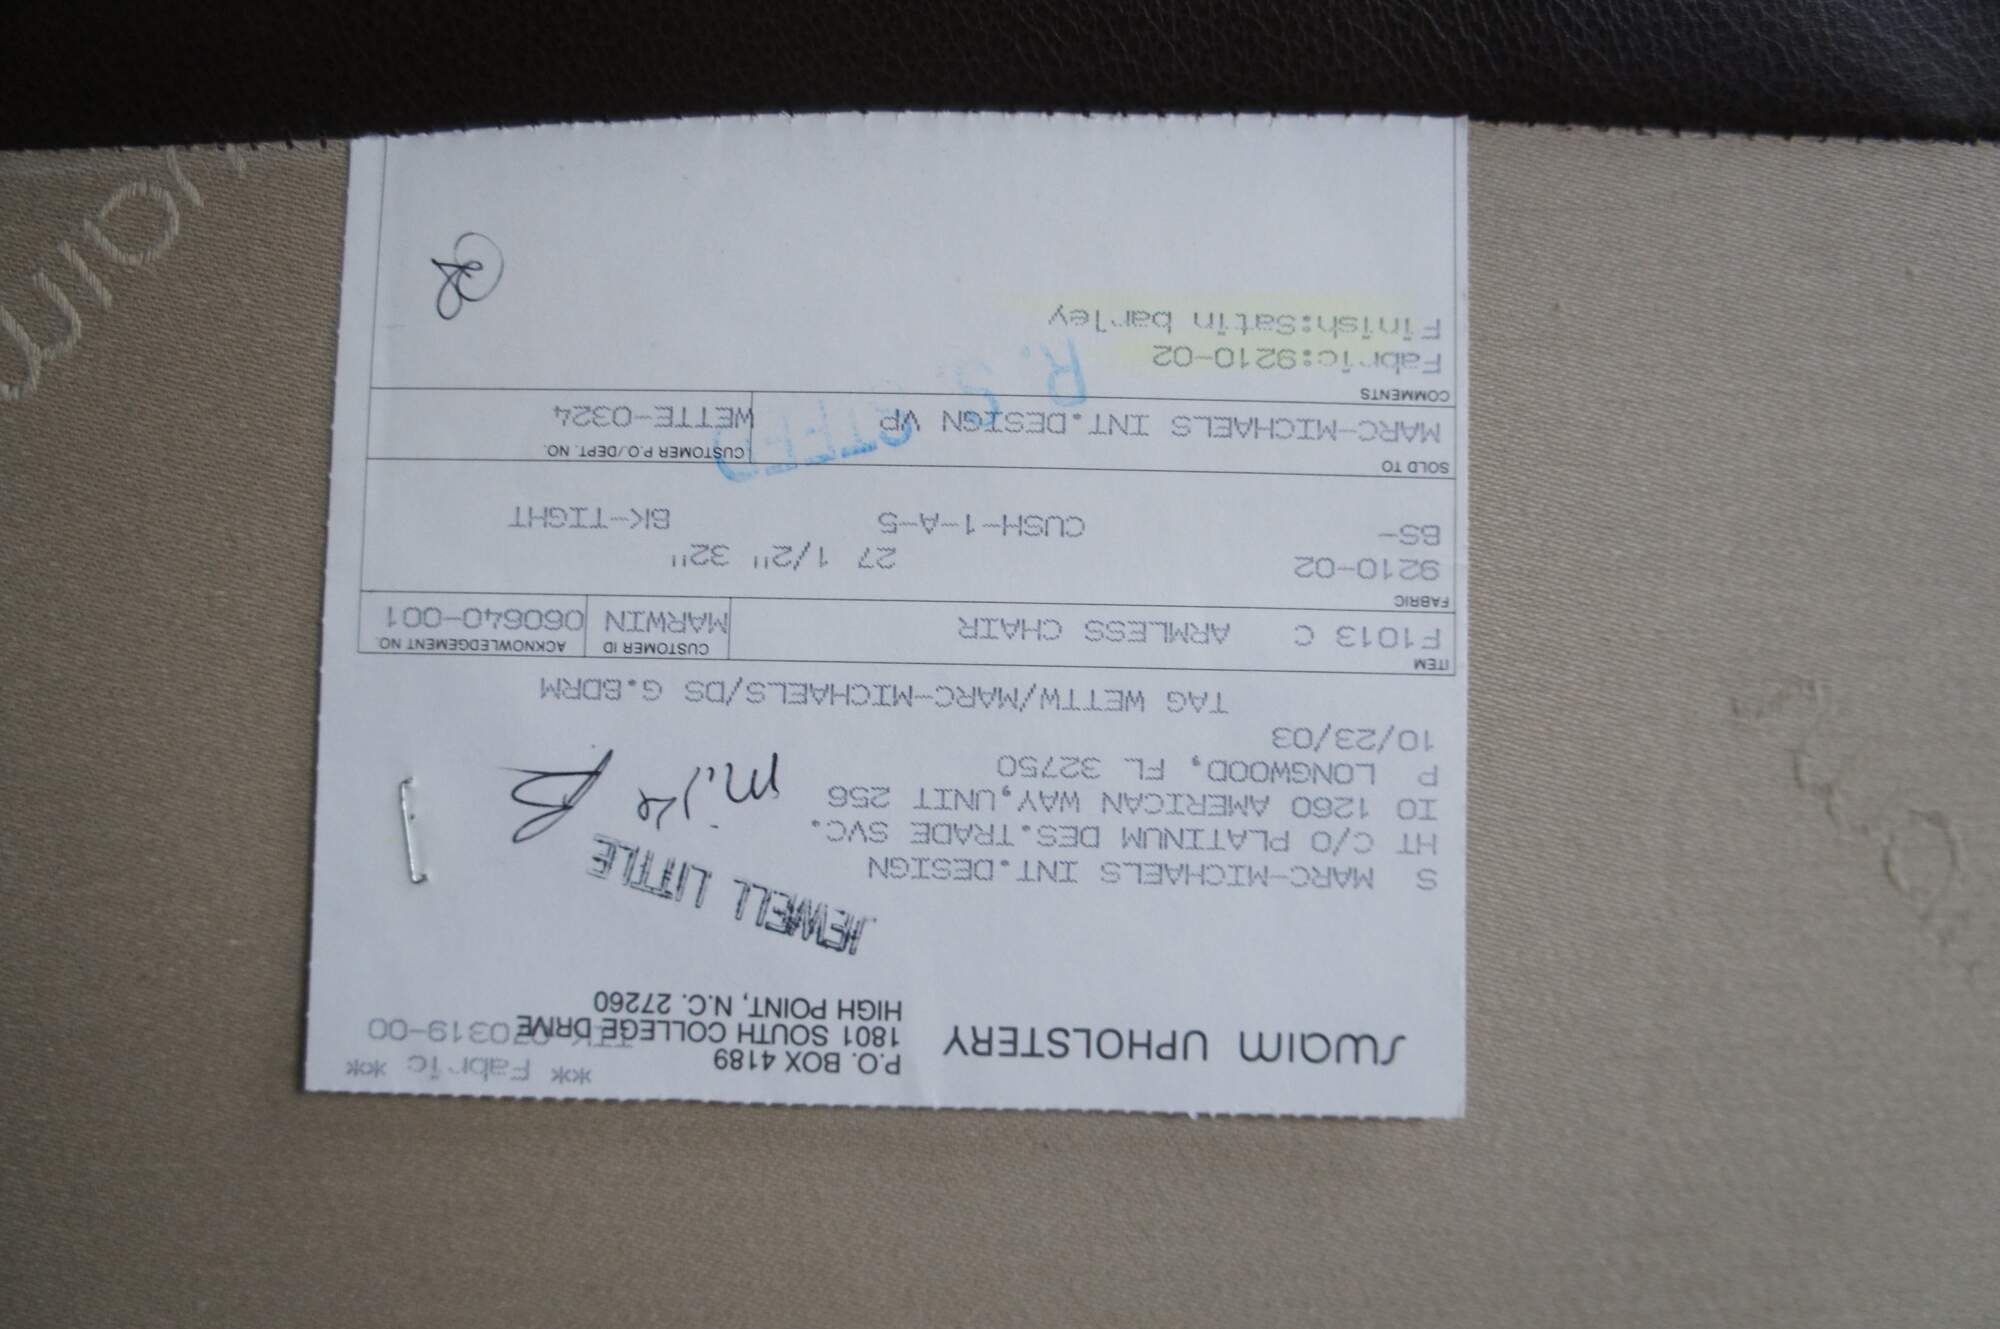 ** Fabric **
swaim UPHOLSTERY
P.O. BOX 4189
1801 SOUTH COLLEGE DRIVE
0319-00
HIGH POINT, N.C. 27260
JEWELL LITTLE
S MARC-MICHAELS INT.DESIGN
HT C/O PLATINUM DES.TRADE SVC.
IO 1260 AMERICAN WAY,UNIT 256
P LONGWOOD, FL 32750
10/23/03
Mike
TAG WETTW/MARC-MICHAELS/DS G.BDRM
ITEM CUSTOMER ID ACKNOWLEDGEMENT NO.
F1013 C ARMLESS CHAIR MARWIN 060640-001
FABRIC
9210-02 27 1/2" 32"
BS- CUSH-1-A-5 BK-TIGHT
SOLD TO CUSTOMER P.O./DEPT. NO.
MARC-MICHAELS INT.DESIGN VP WETTE-0324
COMMENTS
Fabric:9210-02
Finish:Satin barley
swaim